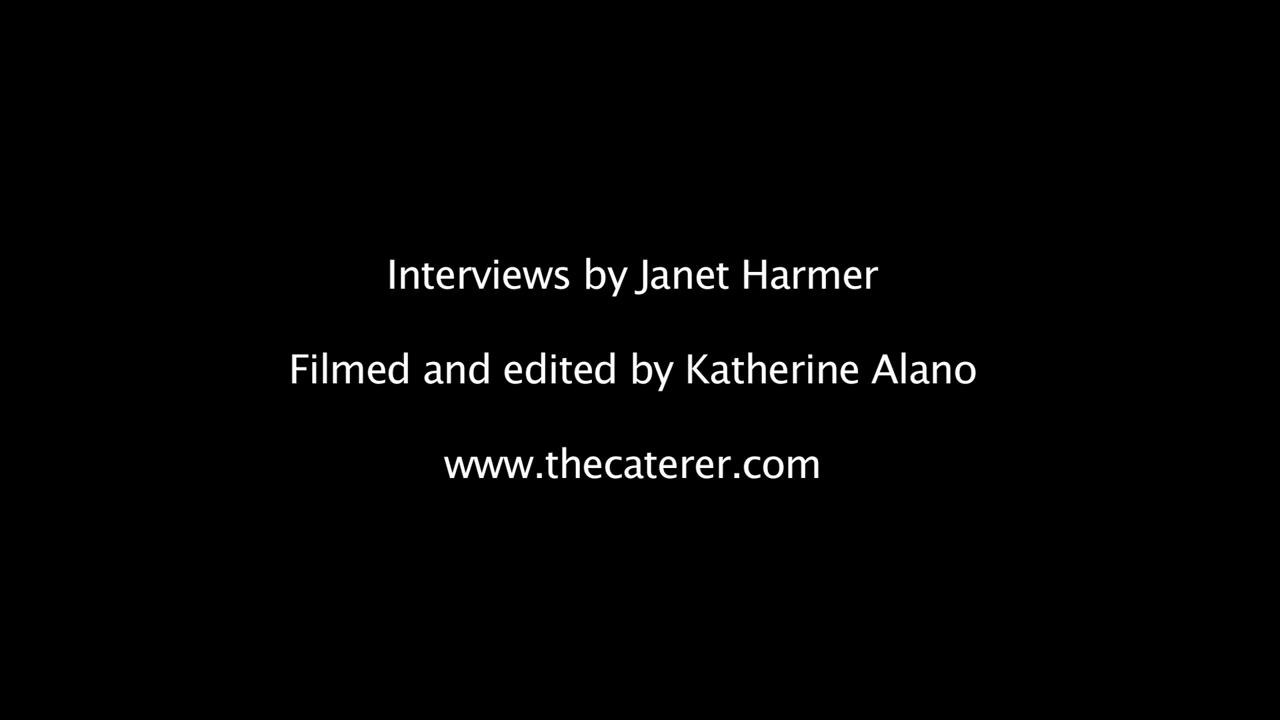 Interviews by Janet Harmer
Filmed and edited by Katherine Alano
www.thecaterer.com